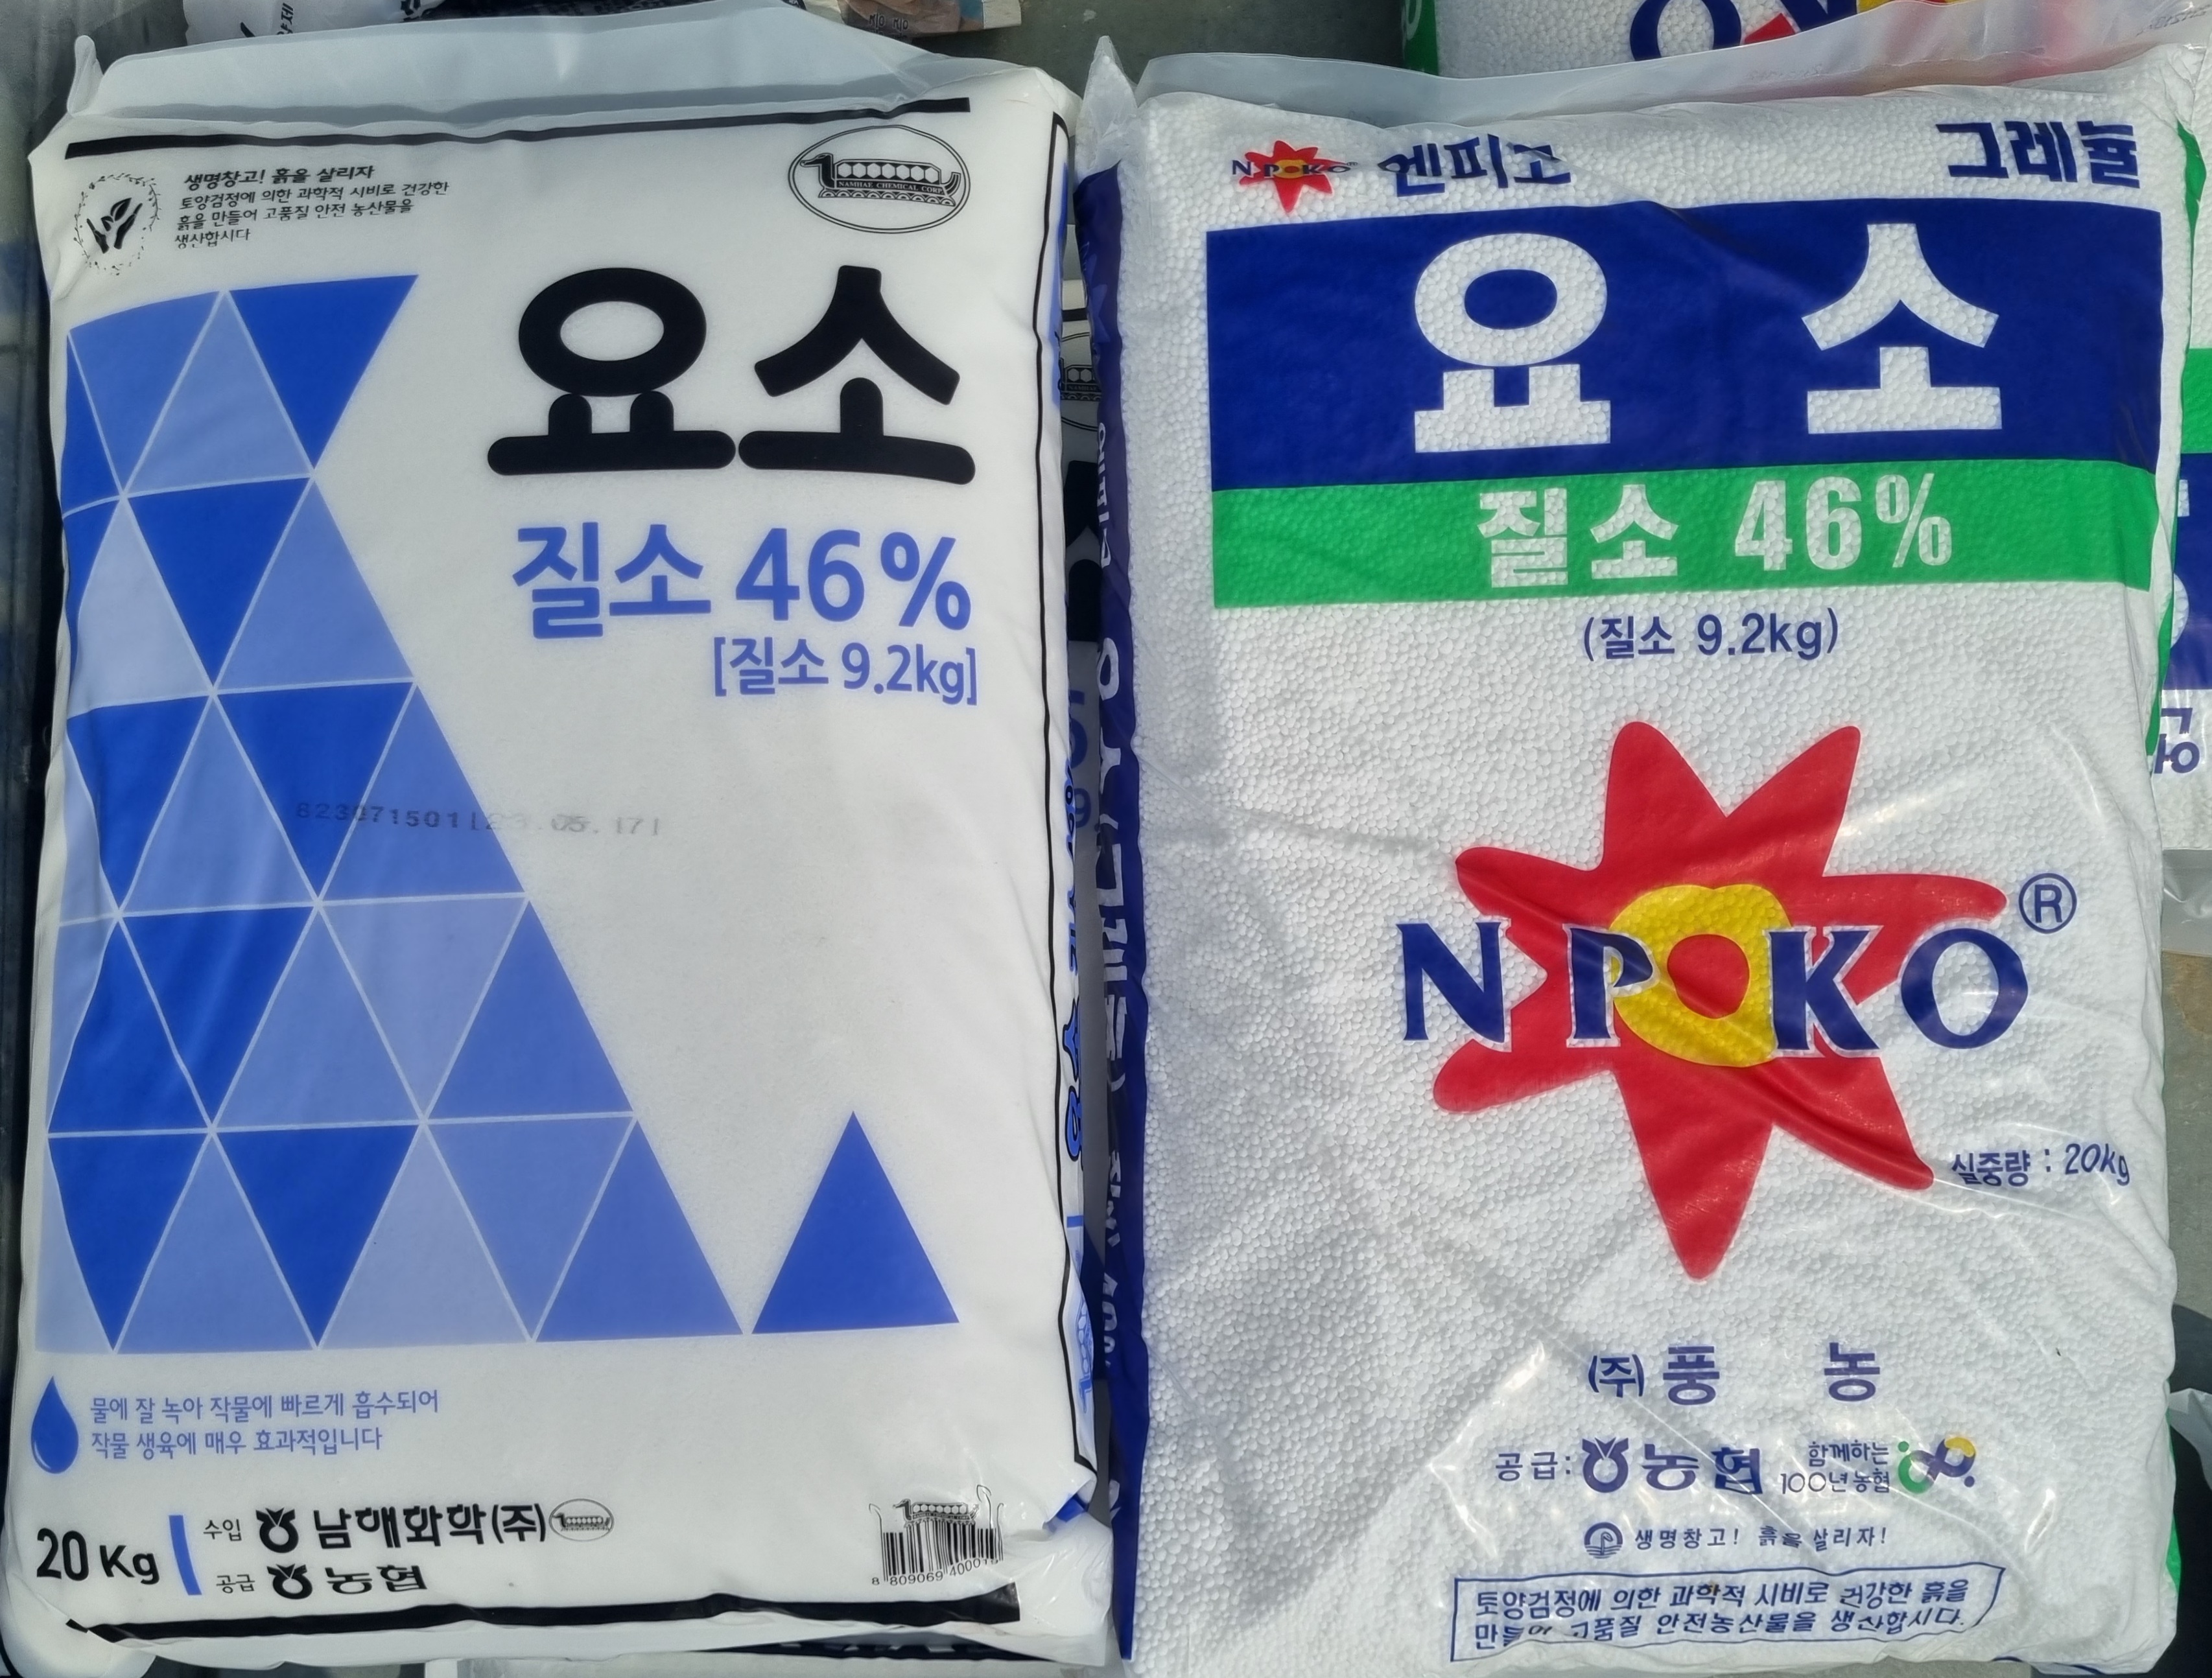 생명창고! 흙을 살리자
토양검정에 의한 과학적 시비로 건강한
흙을 만들어 고품질 안전 농산물을
생산합시다
NAMHAE CHEMICAL CORP.
요소
질소 46%
[질소 9.2kg]
물에 잘 녹아 작물에 빠르게 흡수되어
작물 생육에 매우 효과적입니다
20 Kg
수입 남해화학(주)
공급 농협
8 809069 40001
NPOKO 엔피코 그레뉼
요소
질소 46%
(질소 9.2kg)
NPOKO®
실중량 : 20kg
(주) 풍 농
공급: 농협 함께하는
100년 농협
생명창고! 흙을 살리자!
토양검정에 의한 과학적 시비로 건강한 흙을
만들어 고품질 안전농산물을 생산합시다.